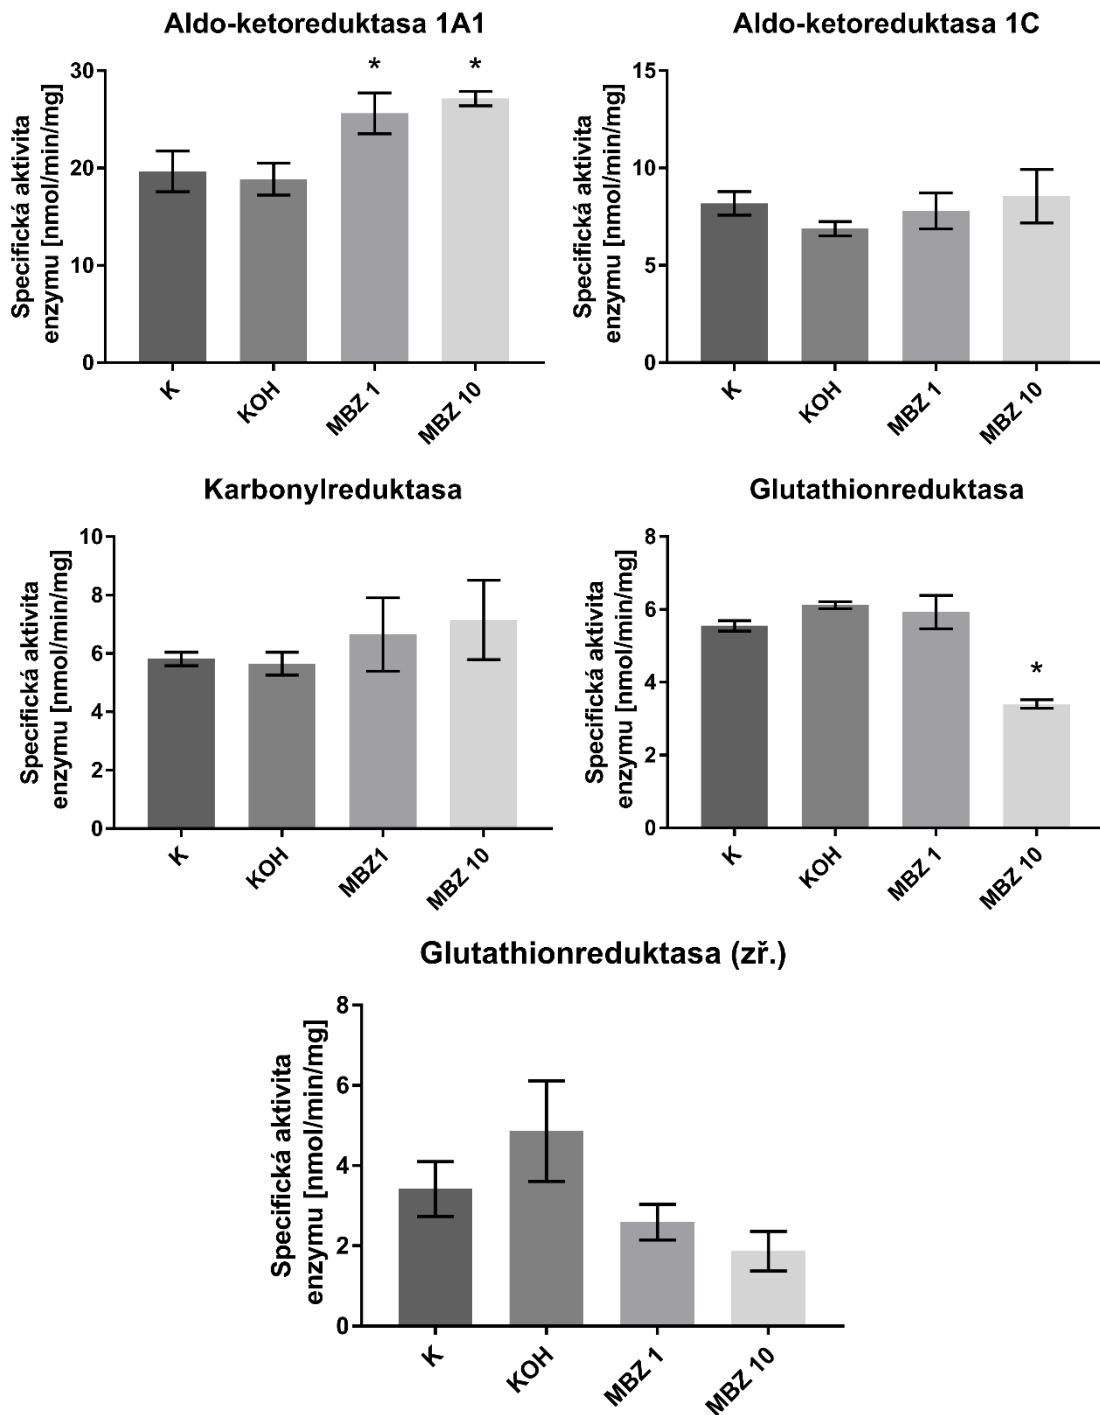 Aldo-ketoreduktasa 1A1
Specifická aktivita
enzymu [nmol/min/mg]
30
20
10
0
*
*
K
KOH
MBZ 1
MBZ 10
Aldo-ketoreduktasa 1C
Specifická aktivita
enzymu [nmol/min/mg]
15
10
5
0
K
KOH
MBZ 1
MBZ 10
Karbonylreduktasa
Specifická aktivita
enzymu [nmol/min/mg]
10
8
6
4
2
0
K
KOH
MBZ1
MBZ 10
Glutathionreduktasa
Specifická aktivita
enzymu [nmol/min/mg]
8
6
4
2
0
*
K
KOH
MBZ 1
MBZ 10
Glutathionreduktasa (zř.)
Specifická aktivita
enzymu [nmol/min/mg]
8
6
4
2
0
K
KOH
MBZ 1
MBZ 10